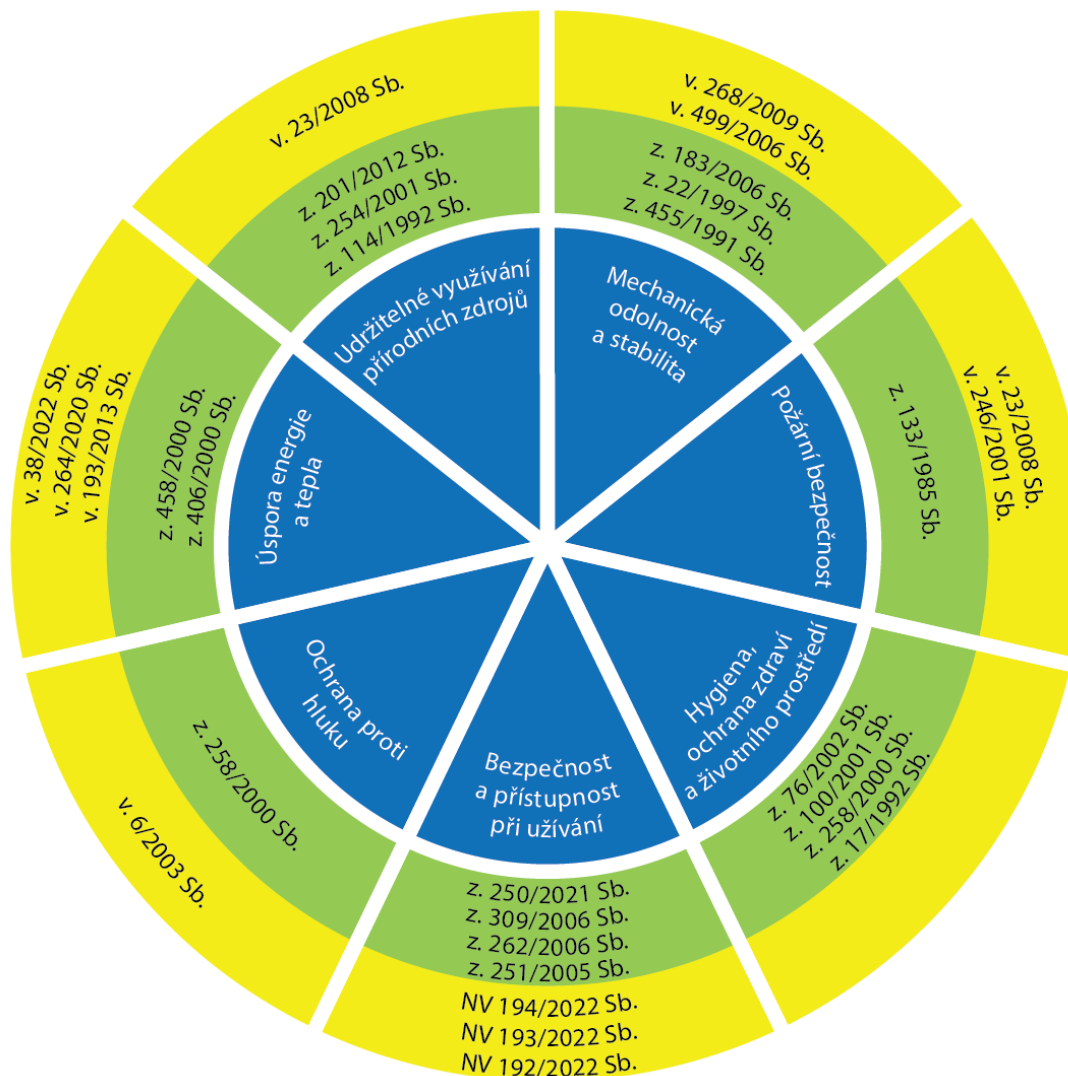 v. 268/2009 Sb.
v. 499/2006 Sb.
z. 183/2006 Sb.
z. 22/1997 Sb.
z. 455/1991 Sb.
Mechanická
odolnost
a stabilita
v. 23/2008 Sb.
v. 246/2001 Sb.
z. 133/1985 Sb.
Požární bezpečnost
Hygiena,
ochrana zdraví
a životního prostředí
z. 76/2002 Sb.
z. 100/2001 Sb.
z. 258/2000 Sb.
z. 17/1992 Sb.
Bezpečnost
a přístupnost
při užívání
z. 250/2021 Sb.
z. 309/2006 Sb.
z. 262/2006 Sb.
z. 251/2005 Sb.
NV 194/2022 Sb.
NV 193/2022 Sb.
NV 192/2022 Sb.
Ochrana proti
hluku
z. 258/2000 Sb.
v. 6/2003 Sb.
v. 38/2022 Sb.
v. 264/2020 Sb.
v. 193/2013 Sb.
z. 458/2000 Sb.
z. 406/2000 Sb.
Úspora energie
a tepla
v. 23/2008 Sb.
z. 201/2012 Sb.
z. 254/2001 Sb.
z. 114/1992 Sb.
Udržitelné využívání
přírodních zdrojů